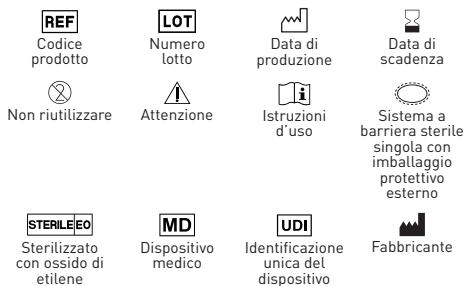 REF
LOT
Codice
prodotto
Numero
lotto
Data di
produzione
Data di
scadenza
2
i
Non riutilizzare
Attenzione
Istruzioni
d'uso
Sistema a
barriera sterile
singola con
imballaggio
protettivo
esterno
STERILE EO
MD
UDI
Sterilizzato
con ossido di
etilene
Dispositivo
medico
Identificazione
unica del
dispositivo
Fabbricante